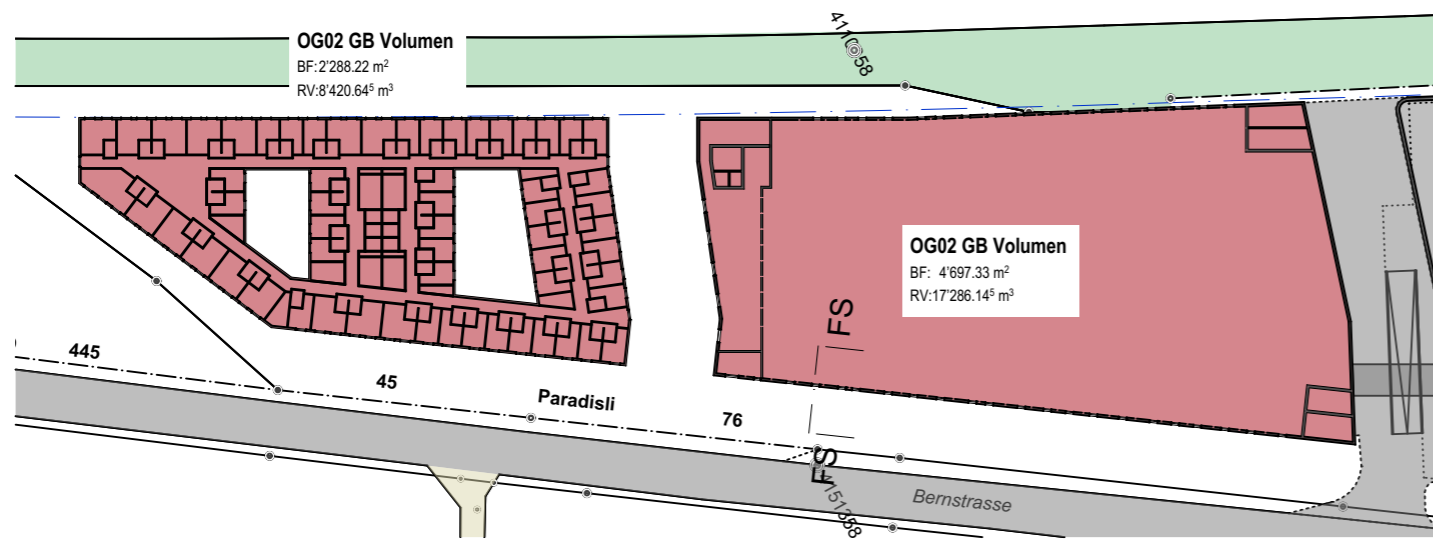 OG02 GB Volumen
BF:2'288.22 m²
RV:8'420.64⁵ m³
OG02 GB Volumen
BF: 4'697.33 m²
RV:17'286.14⁵ m³
FS
445
45
Paradisli
76
FS
4151358
Bernstrasse